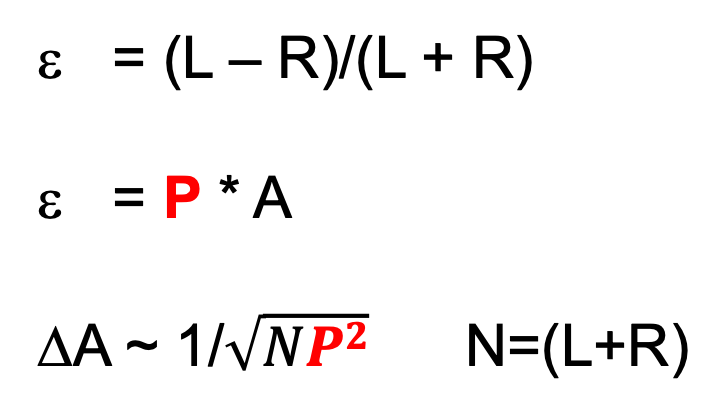 ε = (L – R)/(L + R)
ε = P * A
ΔA ~ 1/√NP² N=(L+R)